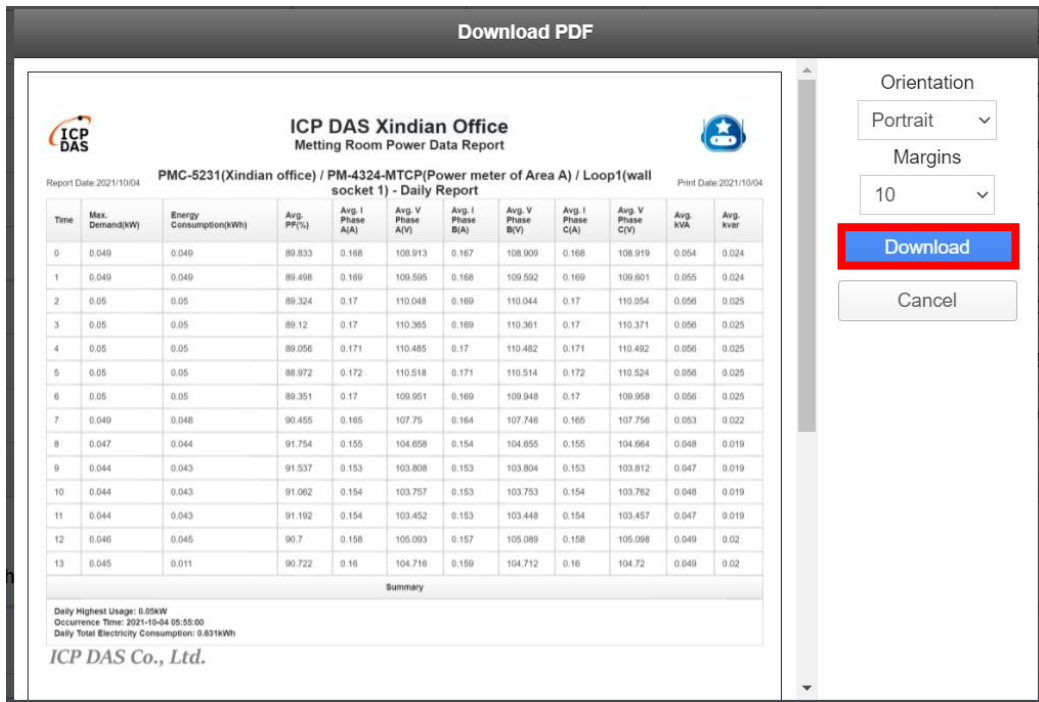 Download PDF
ICP
DAS
ICP DAS Xindian Office
Metting Room Power Data Report
Report Date:2021/10/04
PMC-5231(Xindian office) / PM-4324-MTCP(Power meter of Area A) / Loop1(wall
socket 1) - Daily Report
Print Date:2021/10/04
Time Max. Demand(kW) Energy Consumption(kWh) Avg. PF(%) Avg. I Phase A(A) Avg. V Phase A(V) Avg. I Phase B(A) Avg. V Phase B(V) Avg. I Phase C(A) Avg. V Phase C(V) Avg. kVA Avg. kvar
0 0.049 0.049 89.833 0.168 108.913 0.167 108.909 0.168 108.919 0.054 0.024
1 0.049 0.049 89.498 0.169 109.595 0.168 109.592 0.169 109.601 0.055 0.024
2 0.05 0.05 89.324 0.17 110.048 0.169 110.044 0.17 110.054 0.056 0.025
3 0.05 0.05 89.12 0.17 110.365 0.169 110.361 0.17 110.371 0.056 0.025
4 0.05 0.05 89.056 0.171 110.485 0.17 110.482 0.171 110.492 0.056 0.025
5 0.05 0.05 88.972 0.172 110.518 0.171 110.514 0.172 110.524 0.056 0.025
6 0.05 0.05 89.351 0.17 109.951 0.169 109.948 0.17 109.958 0.056 0.025
7 0.049 0.048 90.455 0.165 107.75 0.164 107.746 0.165 107.756 0.053 0.022
8 0.047 0.044 91.754 0.155 104.658 0.154 104.655 0.155 104.664 0.048 0.019
9 0.044 0.043 91.537 0.153 103.808 0.153 103.804 0.153 103.812 0.047 0.019
10 0.044 0.043 91.062 0.154 103.757 0.153 103.753 0.154 103.762 0.048 0.019
11 0.044 0.043 91.192 0.154 103.452 0.153 103.448 0.154 103.457 0.047 0.019
12 0.046 0.045 90.7 0.158 105.093 0.157 105.089 0.158 105.098 0.049 0.02
13 0.045 0.011 90.722 0.16 104.716 0.159 104.712 0.16 104.72 0.049 0.02
Summary
Daily Highest Usage: 0.05kW
Occurrence Time: 2021-10-04 05:55:00
Daily Total Electricity Consumption: 0.631kWh
ICP DAS Co., Ltd.
Orientation
Portrait
Margins
10
Download
Cancel